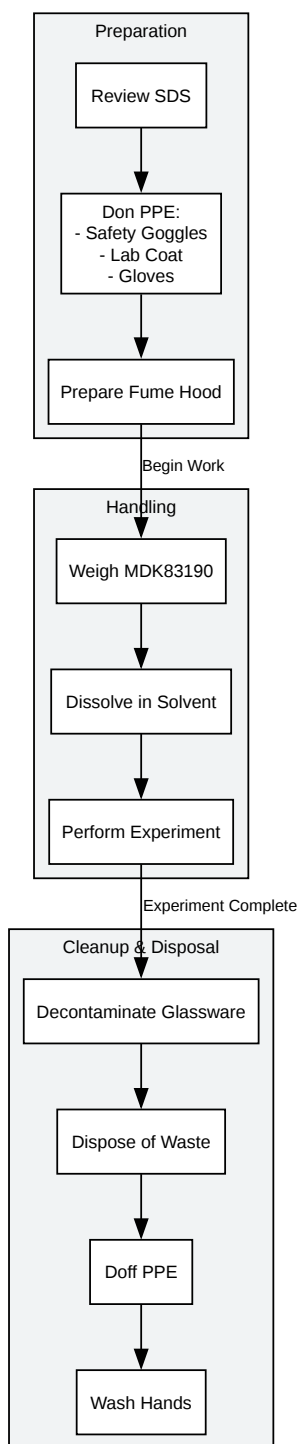 Preparation
Review SDS
Don PPE:
- Safety Goggles
- Lab Coat
- Gloves
Prepare Fume Hood
Begin Work
Handling
Weigh MDK83190
Dissolve in Solvent
Perform Experiment
Experiment Complete
Cleanup & Disposal
Decontaminate Glassware
Dispose of Waste
Doff PPE
Wash Hands